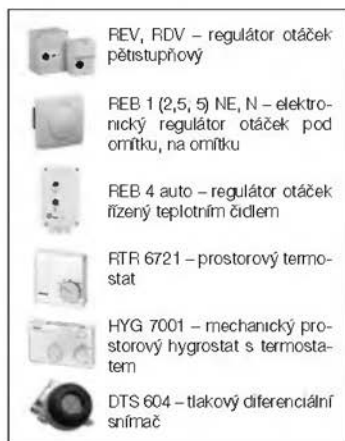 REV, RDV – regulátor otáček
pětistupňový
REB 1 (2,5; 5) NE, N – elektro-
nický regulátor otáček pod
omítku, na omítku
REB 4 auto – regulátor otáček
řízený teplotním čidlem
RTR 6721 – prostorový termo-
stat
HYG 7001 – mechanický pro-
storový hygrostat s termosta-
tem
DTS 604 – tlakový diferenciální
snímač